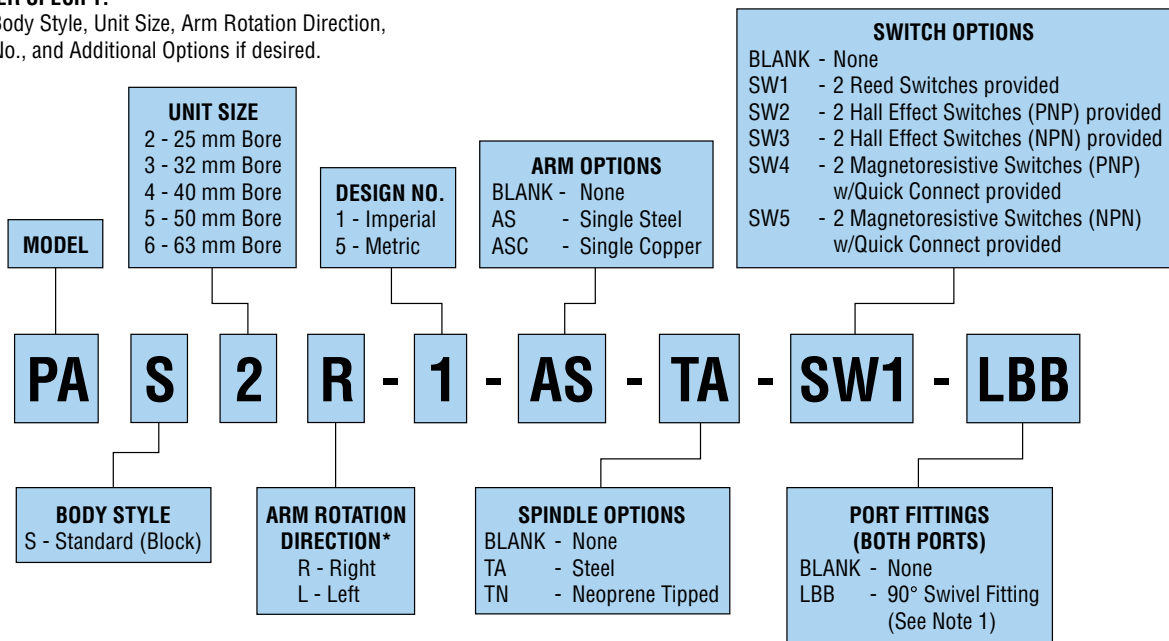 Body Style, Unit Size, Arm Rotation Direction,
No., and Additional Options if desired.
UNIT SIZE
2 - 25 mm Bore
3 - 32 mm Bore
4 - 40 mm Bore
5 - 50 mm Bore
6 - 63 mm Bore
MODEL
DESIGN NO.
1 - Imperial
5 - Metric
ARM OPTIONS
BLANK - None
AS - Single Steel
ASC - Single Copper
SWITCH OPTIONS
BLANK - None
SW1 - 2 Reed Switches provided
SW2 - 2 Hall Effect Switches (PNP) provided
SW3 - 2 Hall Effect Switches (NPN) provided
SW4 - 2 Magnetoresistive Switches (PNP)
w/Quick Connect provided
SW5 - 2 Magnetoresistive Switches (NPN)
w/Quick Connect provided
PA S 2 R - 1 - AS - TA - SW1 - LBB
BODY STYLE
S - Standard (Block)
ARM ROTATION
DIRECTION*
R - Right
L - Left
SPINDLE OPTIONS
BLANK - None
TA - Steel
TN - Neoprene Tipped
PORT FITTINGS
(BOTH PORTS)
BLANK - None
LBB - 90° Swivel Fitting
(See Note 1)